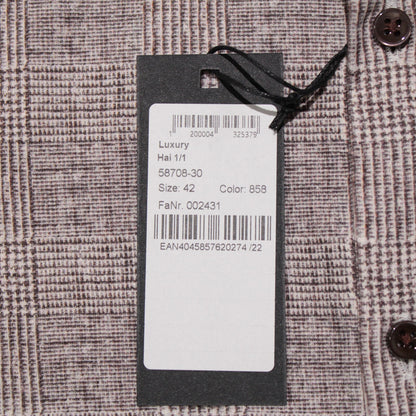 1 200004 325379
Luxury
Hai 1/1
58708-30
Size: 42 Color: 858
FaNr. 002431
EAN4045857620274 /22